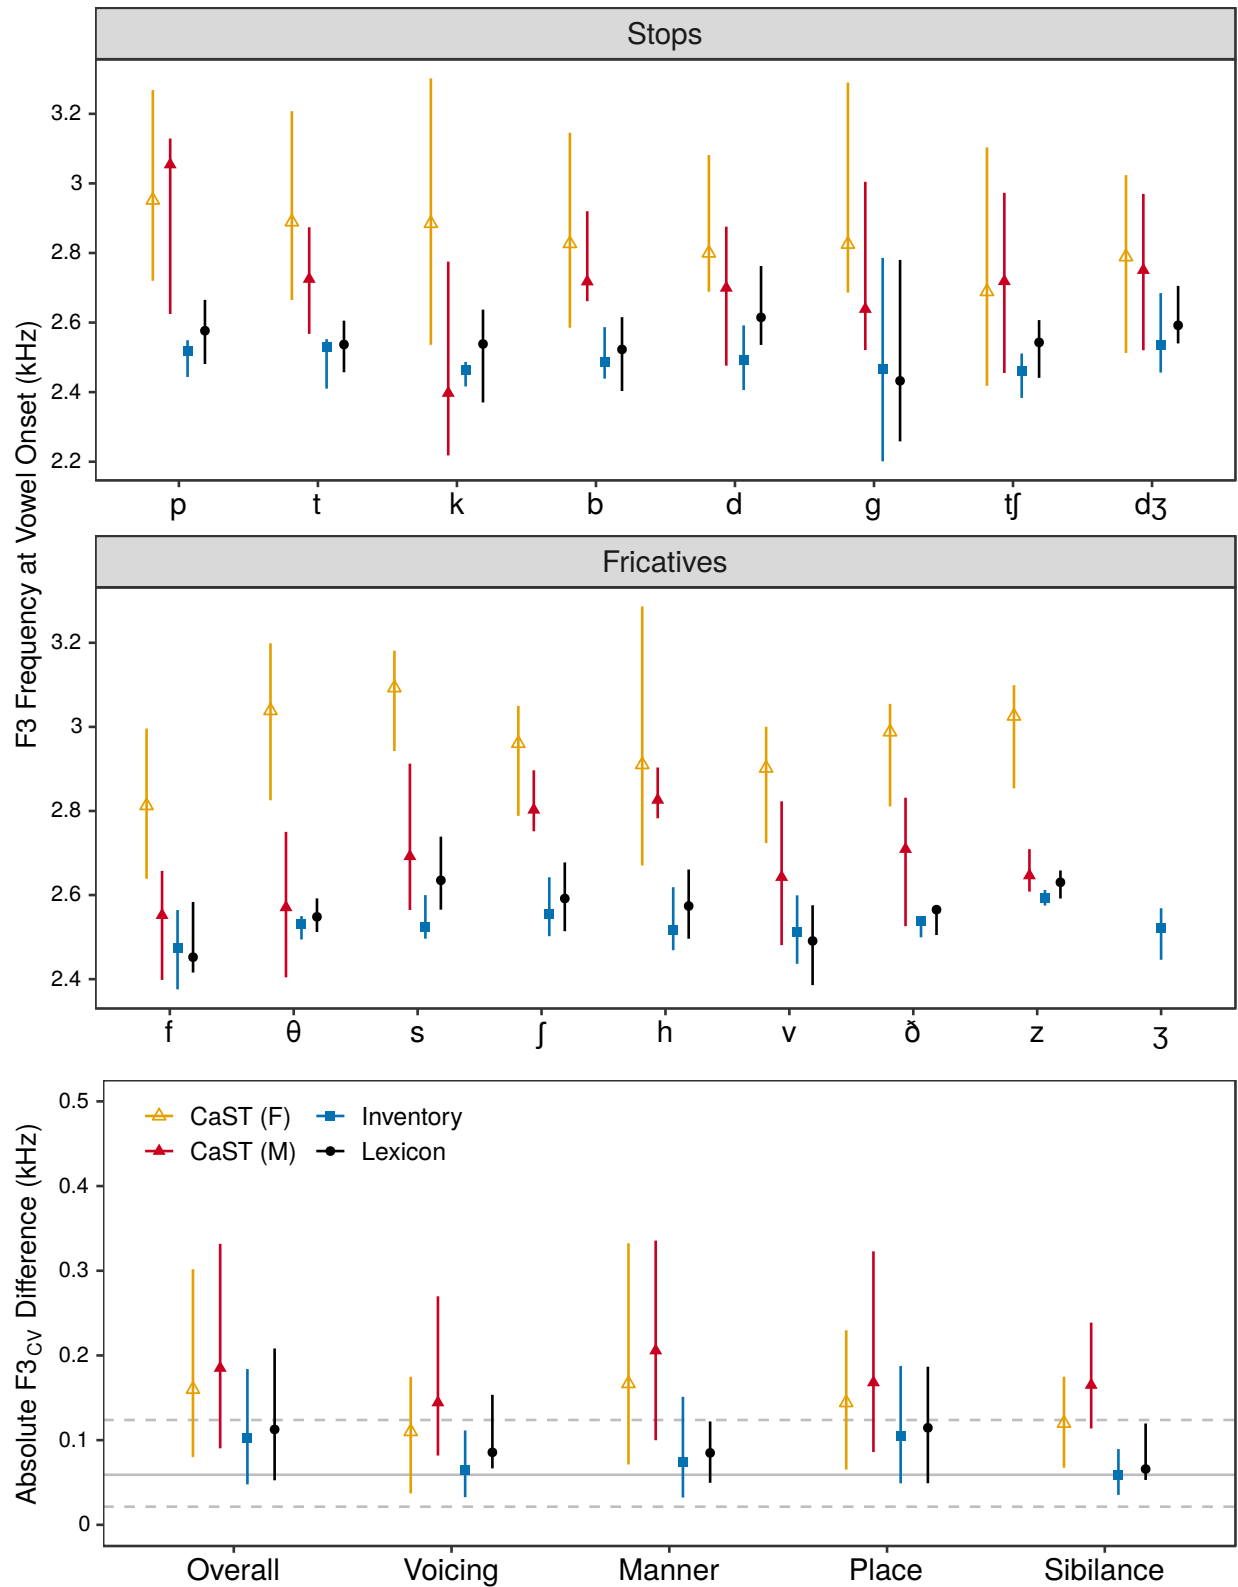 Stops
F3 Frequency at Vowel Onset (kHz)
3.2
3
2.8
2.6
2.4
2.2
p t k b d g tʃ dʒ
Fricatives
3.2
3
2.8
2.6
2.4
f θ s ʃ h v ð z ʒ
Absolute F3CV Difference (kHz)
0.5
0.4
0.3
0.2
0.1
0
CaST (F) Inventory
CaST (M) Lexicon
Overall Voicing Manner Place Sibilance